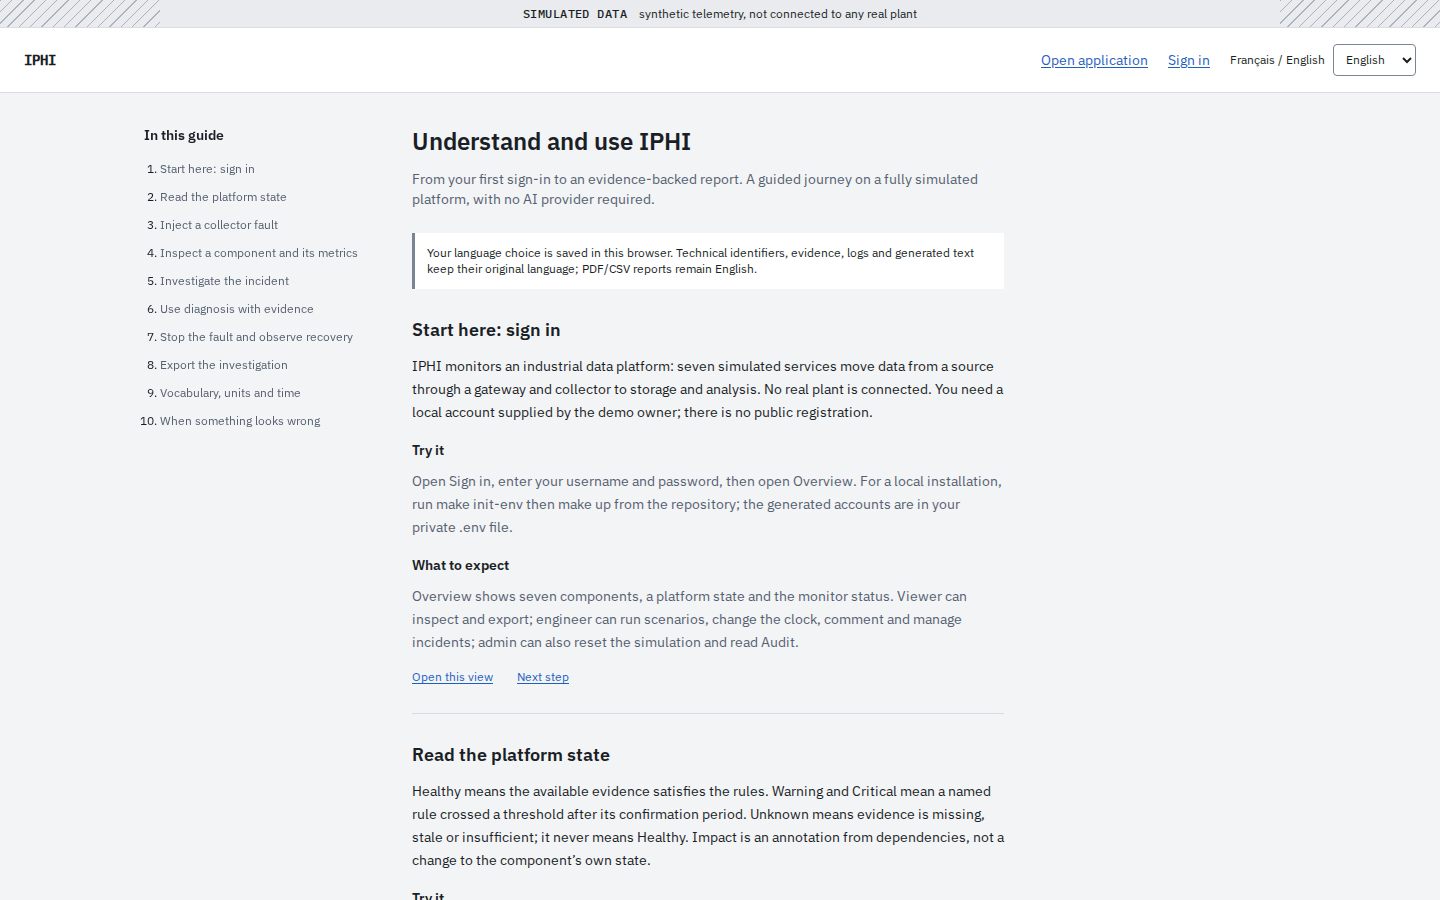 SIMULATED DATA synthetic telemetry, not connected to any real plant
IPHI
Open application Sign in Français / English English
In this guide
1. Start here: sign in
2. Read the platform state
3. Inject a collector fault
4. Inspect a component and its metrics
5. Investigate the incident
6. Use diagnosis with evidence
7. Stop the fault and observe recovery
8. Export the investigation
9. Vocabulary, units and time
10. When something looks wrong
Understand and use IPHI
From your first sign-in to an evidence-backed report. A guided journey on a fully simulated
platform, with no AI provider required.
Your language choice is saved in this browser. Technical identifiers, evidence, logs and generated text
keep their original language; PDF/CSV reports remain English.
Start here: sign in
IPHI monitors an industrial data platform: seven simulated services move data from a source
through a gateway and collector to storage and analysis. No real plant is connected. You need a
local account supplied by the demo owner; there is no public registration.
Try it
Open Sign in, enter your username and password, then open Overview. For a local installation,
run make init-env then make up from the repository; the generated accounts are in your
private .env file.
What to expect
Overview shows seven components, a platform state and the monitor status. Viewer can
inspect and export; engineer can run scenarios, change the clock, comment and manage
incidents; admin can also reset the simulation and read Audit.
Open this view Next step
Read the platform state
Healthy means the available evidence satisfies the rules. Warning and Critical mean a named
rule crossed a threshold after its confirmation period. Unknown means evidence is missing,
stale or insufficient; it never means Healthy. Impact is an annotation from dependencies, not a
change to the component's own state.
Try it